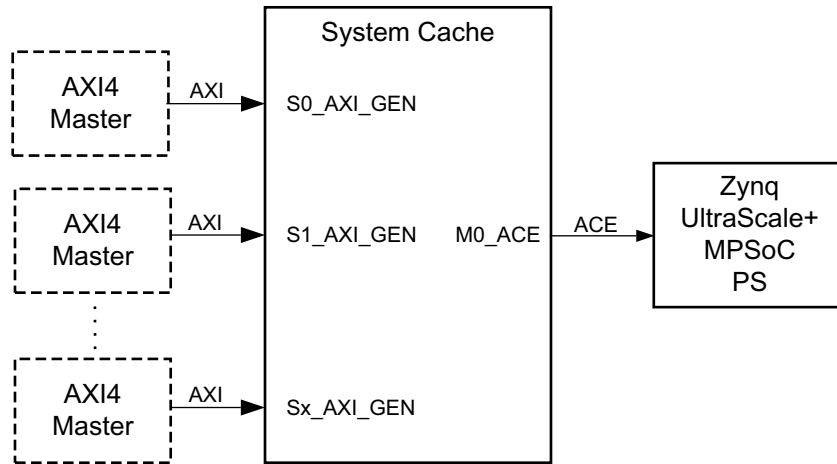 System Cache
AXI4
Master
AXI
S0_AXI_GEN
AXI4
Master
AXI
S1_AXI_GEN
M0_ACE
ACE
Zynq
UltraScale+
MPSoC
PS
AXI4
Master
AXI
Sx_AXI_GEN